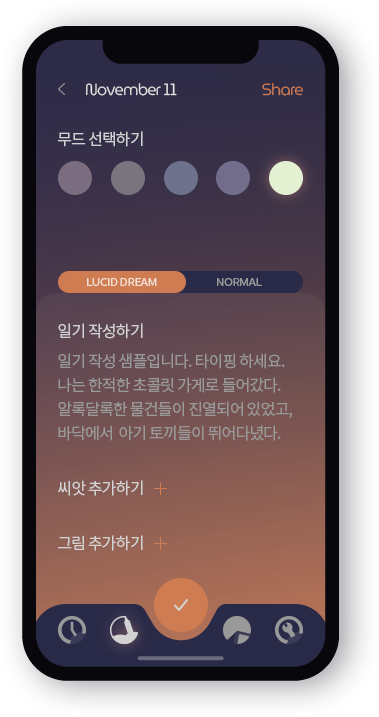 November 11
Share
무드 선택하기
LUCID DREAM
NORMAL
일기 작성하기
일기 작성 샘플입니다. 타이핑 하세요.
나는 한적한 초콜릿 가게로 들어갔다.
알록달록한 물건들이 진열되어 있었고,
바닥에서 아기 토끼들이 뛰어다녔다.
씨앗 추가하기
그림 추가하기